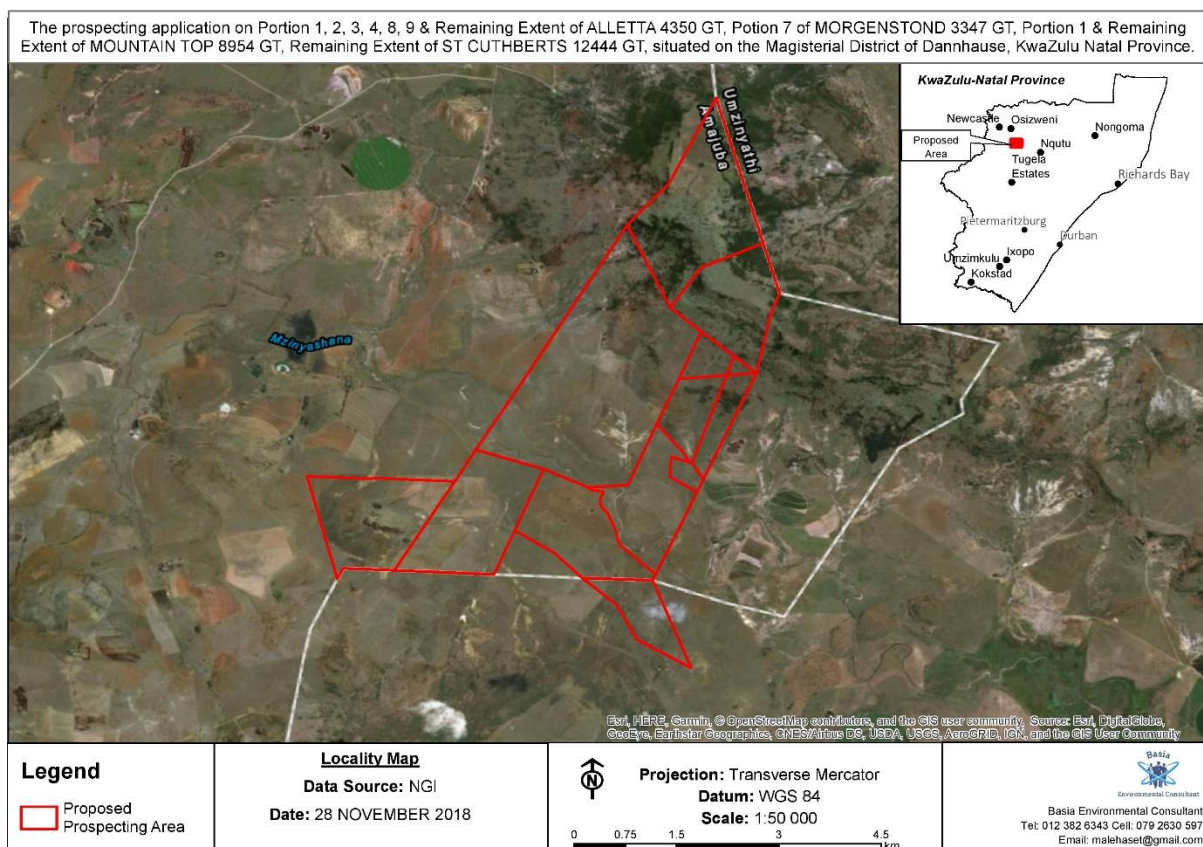 The prospecting application on Portion 1, 2, 3, 4, 8, 9 & Remaining Extent of ALLETTA 4350 GT, Potion 7 of MORGENSTOND 3347 GT, Portion 1 & Remaining
Extent of MOUNTAIN TOP 8954 GT, Remaining Extent of ST CUTHBERTS 12444 GT, situated on the Magisterial District of Dannhause, KwaZulu Natal Province.
Umzinyathi
Amajuba
Mzinyashana
KwaZulu-Natal Province
Newcastle
Osizweni
Nongoma
Proposed
Area
Nqutu
Tugela
Estates
Richards Bay
Pietermaritzburg
Durban
Ixopo
Umzimkulu
Kokstad
Esri, HERE, Garmin, © OpenStreetMap contributors, and the GIS user community, Source: Esri, DigitalGlobe,
GeoEye, Earthstar Geographics, CNES/Airbus DS, USDA, USGS, AeroGRID, IGN, and the GIS User Community
Legend
Proposed
Prospecting Area
Locality Map
Data Source: NGI
Date: 28 NOVEMBER 2018
N
Projection: Transverse Mercator
Datum: WGS 84
Scale: 1:50 000
0 0.75 1.5 3 4.5
km
Basia
Environmental Consultant
Basia Environmental Consultant
Tel: 012 382 6343 Cell: 079 2630 597
Email: malehaset@gmail.com